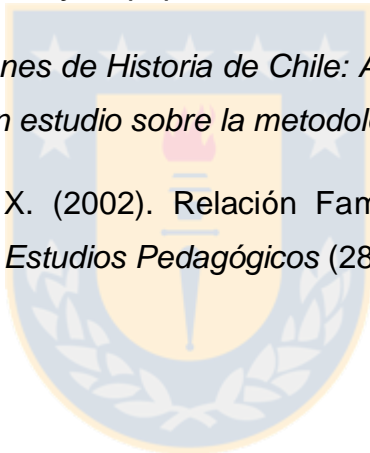 nes de Historia de Chile: A
n estudio sobre la metodol
X. (2002). Relación Fam
Estudios Pedagógicos (28